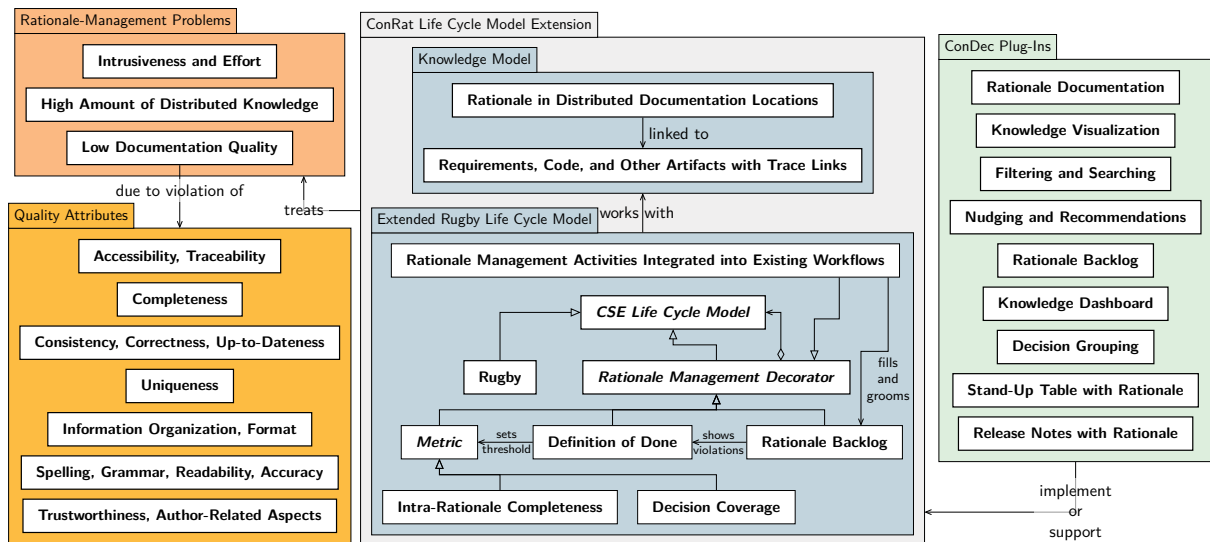 Rationale-Management Problems
Intrusiveness and Effort
High Amount of Distributed Knowledge
Low Documentation Quality
due to violation of
treats
Quality Attributes
Accessibility, Traceability
Completeness
Consistency, Correctness, Up-to-Dateness
Uniqueness
Information Organization, Format
Spelling, Grammar, Readability, Accuracy
Trustworthiness, Author-Related Aspects
ConRat Life Cycle Model Extension
Knowledge Model
Rationale in Distributed Documentation Locations
linked to
Requirements, Code, and Other Artifacts with Trace Links
works with
Extended Rugby Life Cycle Model
Rationale Management Activities Integrated into Existing Workflows
CSE Life Cycle Model
Rugby
Rationale Management Decorator
fills
and
grooms
Metric
sets
threshold
Definition of Done
shows
violations
Rationale Backlog
Intra-Rationale Completeness
Decision Coverage
ConDec Plug-Ins
Rationale Documentation
Knowledge Visualization
Filtering and Searching
Nudging and Recommendations
Rationale Backlog
Knowledge Dashboard
Decision Grouping
Stand-Up Table with Rationale
Release Notes with Rationale
implement
or
support